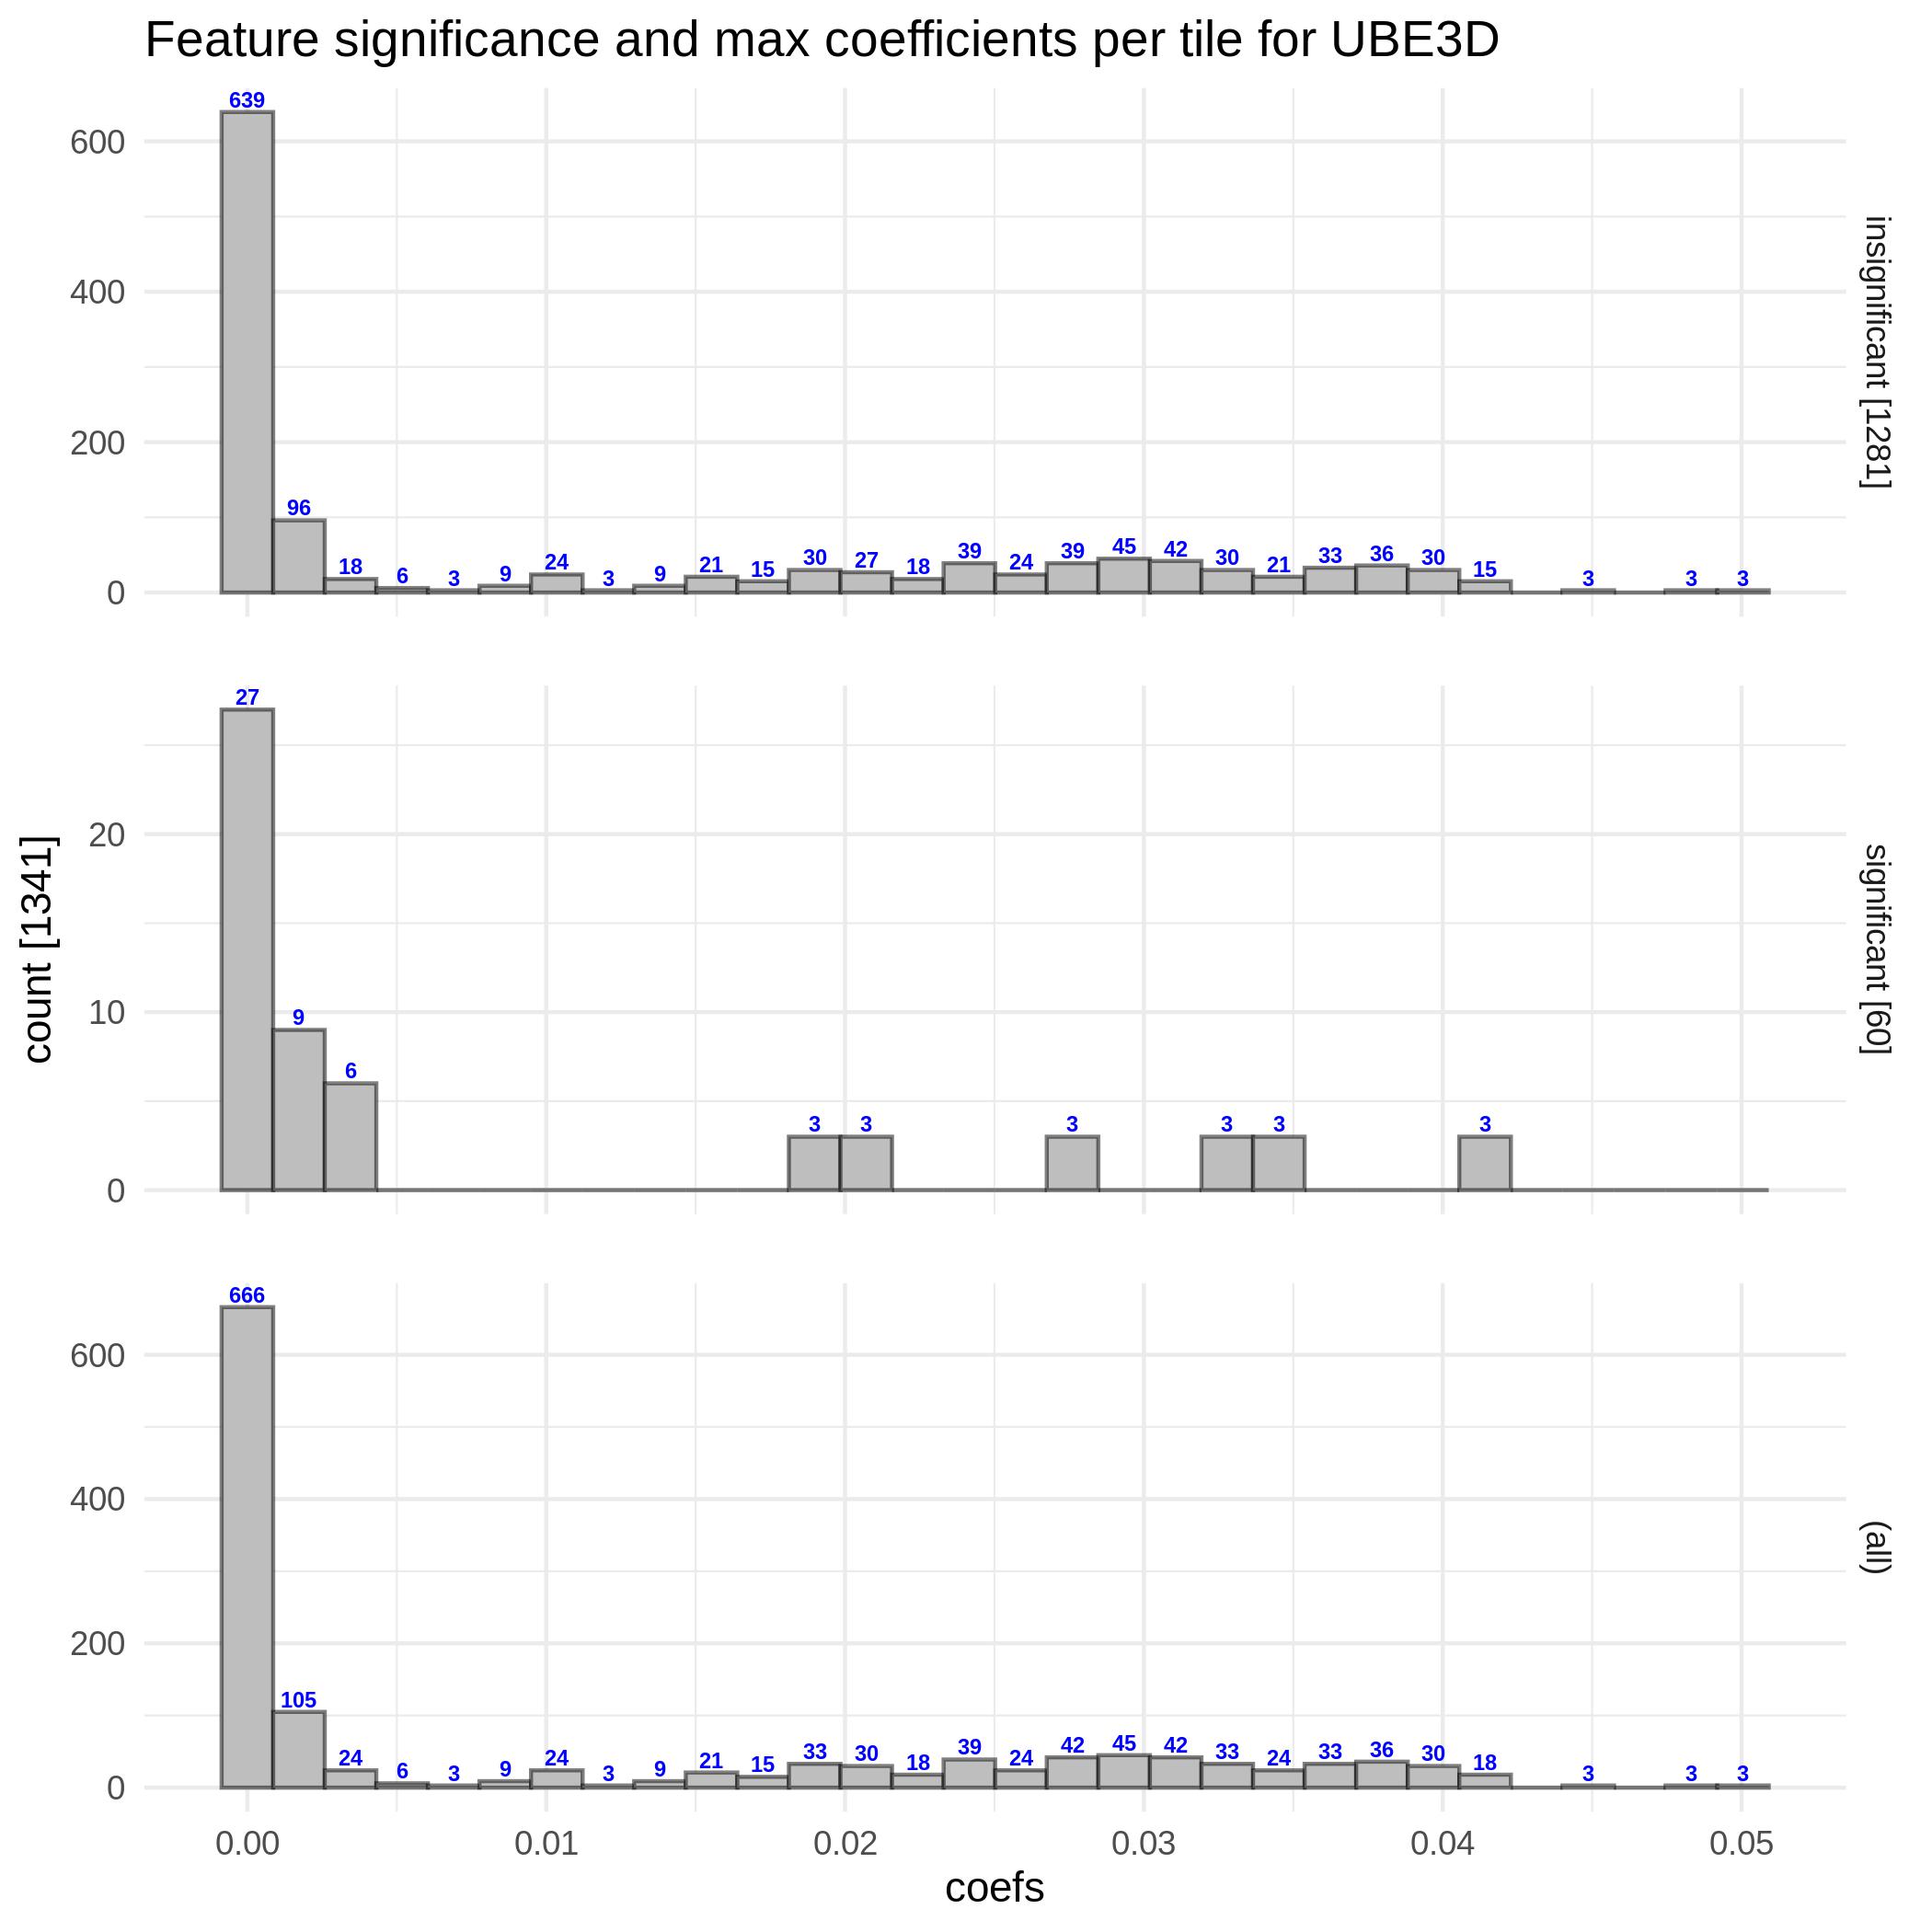 Feature significance and max coefficients per tile for UBE3D
639
600
400
200
0
96 18 6 3 9 24 3 9 21 15 30 27 18 39 24 39 45 42 30 21 33 36 30 15 3 3 3
insignificant [1281]
27
20
10
0
9 6 3 3 3 3 3 3
significant [60]
count [1341]
666
600
400
200
0
105 24 6 3 9 24 3 9 21 15 33 30 18 39 24 42 45 42 33 24 33 36 30 18 3 3 3
(all)
0.00 0.01 0.02 0.03 0.04 0.05
coefs